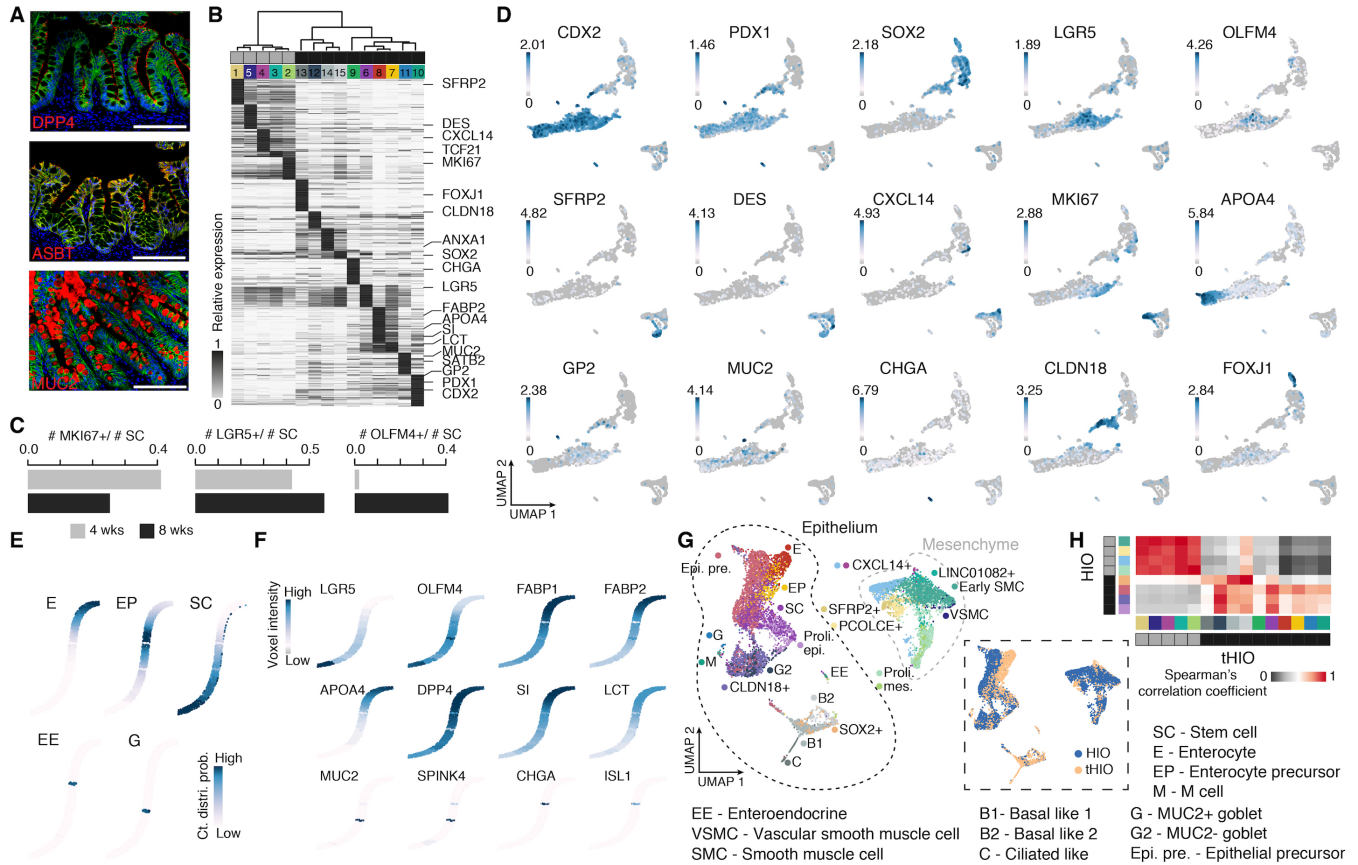 A
DPP4
ASBT
MUC2
B
1 5 4 3 2 13 12 14 15 9 6 8 7 11 10
SFRP2
DES
CXCL14
TCF21
MKI67
FOXJ1
CLDN18
ANXA1
SOX2
CHGA
LGR5
FABP2
APOA4
SI
LCT
MUC2
SATB2
GP2
PDX1
CDX2
Relative expression
1
0
C
# MKI67+/ # SC
0.0 0.4
# LGR5+/ # SC
0.0 0.5
# OLFM4+/ # SC
0.0 0.4
4 wks
8 wks
D
CDX2 PDX1 SOX2 LGR5 OLFM4
2.01 1.46 2.18 1.89 4.26
0 0 0 0 0
SFRP2 DES CXCL14 MKI67 APOA4
4.82 4.13 4.93 2.88 5.84
0 0 0 0 0
GP2 MUC2 CHGA CLDN18 FOXJ1
2.38 4.14 6.79 3.25 2.84
0 0 0 0 0
UMAP 2
UMAP 1
E
E EP SC
EE G
High
Low
Ct. distri. prob.
F
High
Low
Voxel intensity
LGR5 OLFM4 FABP1 FABP2
APOA4 DPP4 SI LCT
MUC2 SPINK4 CHGA ISL1
G
Epithelium
Mesenchyme
Epi. pre.
E
EP
SC
Proli.
epi.
G
M
G2
CLDN18+
EE
B2
SOX2+
B1
C
CXCL14+
LINC01082+
Early SMC
SFRP2+
PCOLCE+
VSMC
Proli.
mes.
UMAP 2
UMAP 1
HIO
tHIO
H
HIO
tHIO
Spearman's
correlation coefficient
0 1
SC - Stem cell
E - Enterocyte
EP - Enterocyte precursor
M - M cell
EE - Enteroendocrine
VSMC - Vascular smooth muscle cell
SMC - Smooth muscle cell
B1- Basal like 1
B2 - Basal like 2
C - Ciliated like
G - MUC2+ goblet
G2 - MUC2- goblet
Epi. pre. - Epithelial precursor